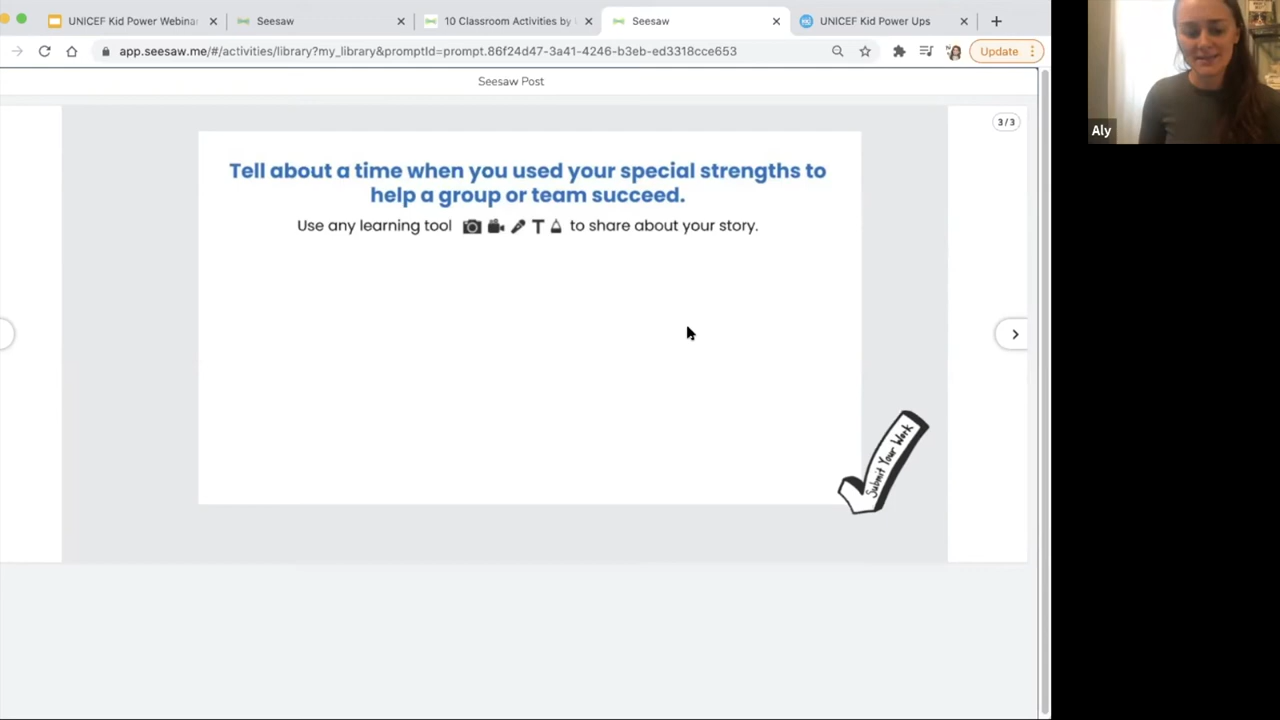 UNICEF Kid Power Webinar
Seesaw
10 Classroom Activities by
Seesaw
UNICEF Kid Power Ups
app.seesaw.me/#/activities/library?my_library&promptId=prompt.86f24d47-3a41-4246-b3eb-ed3318cce653
Update
Seesaw Post
3/3
Tell about a time when you used your special strengths to
help a group or team succeed.
Use any learning tool to share about your story.
Submit Your Work
Aly